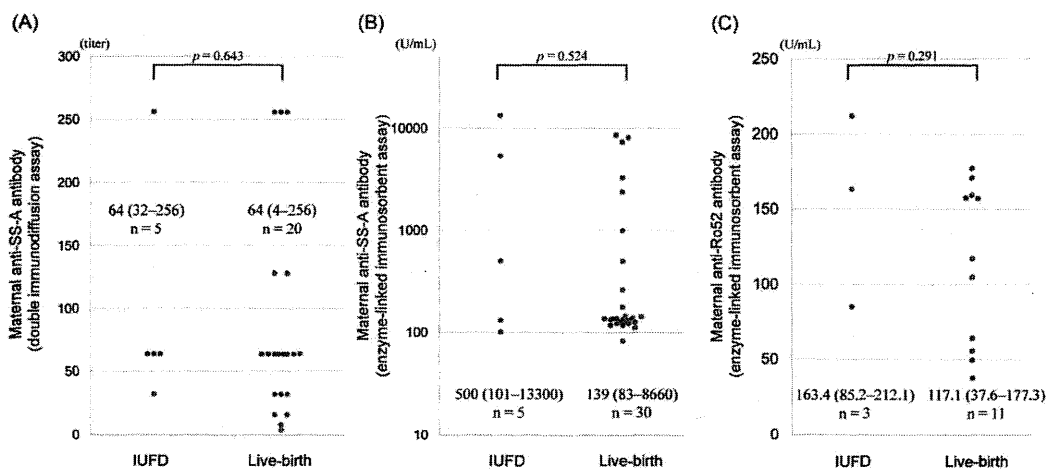 (A)
(titer)
300
250
200
150
100
50
0
Maternal anti-SS-A antibody
(double immunodiffusion assay)
p = 0.643
64 (32–256)
n = 5
64 (4–256)
n = 20
IUFD
Live-birth
(B)
(U/mL)
10000
1000
100
10
Maternal anti-SS-A antibody
(enzyme-linked immunosorbent assay)
p = 0.524
500 (101–13300)
n = 5
139 (83–8660)
n = 30
IUFD
Live-birth
(C)
(U/mL)
250
200
150
100
50
0
Maternal anti-Ro52 antibody
(enzyme-linked immunosorbent assay)
p = 0.291
163.4 (85.2–212.1)
n = 3
117.1 (37.6–177.3)
n = 11
IUFD
Live-birth